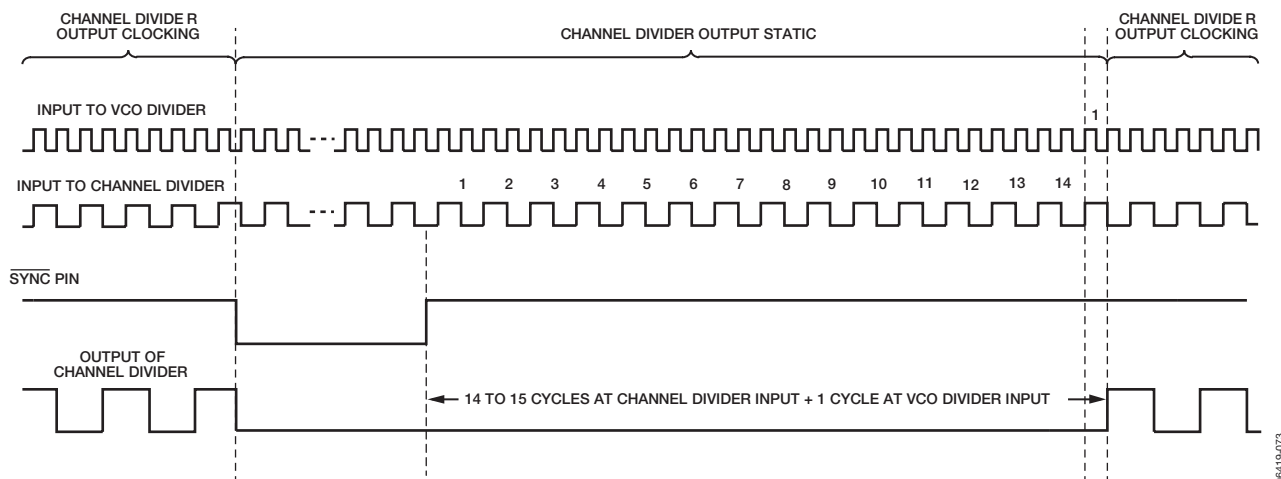 CHANNEL DIVIDE R
OUTPUT CLOCKING
CHANNEL DIVIDER OUTPUT STATIC
CHANNEL DIVIDE R
OUTPUT CLOCKING
INPUT TO VCO DIVIDER
1
INPUT TO CHANNEL DIVIDER
1 2 3 4 5 6 7 8 9 10 11 12 13 14
SYNC PIN
OUTPUT OF
CHANNEL DIVIDER
14 TO 15 CYCLES AT CHANNEL DIVIDER INPUT + 1 CYCLE AT VCO DIVIDER INPUT